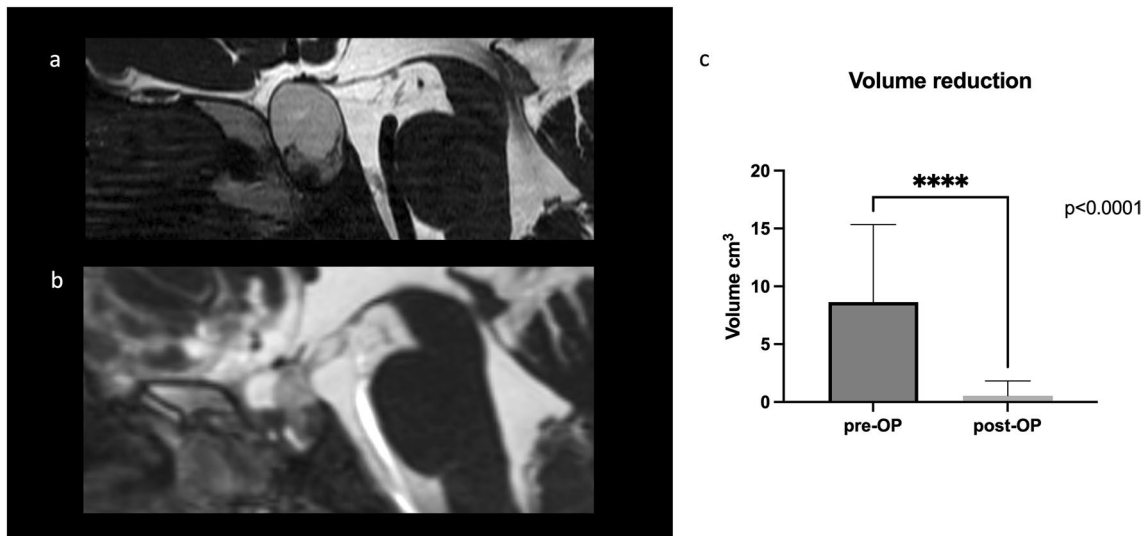 a
b
c
Volume reduction
****
p<0.0001
Volume cm³
20
15
10
5
0
pre-OP
post-OP